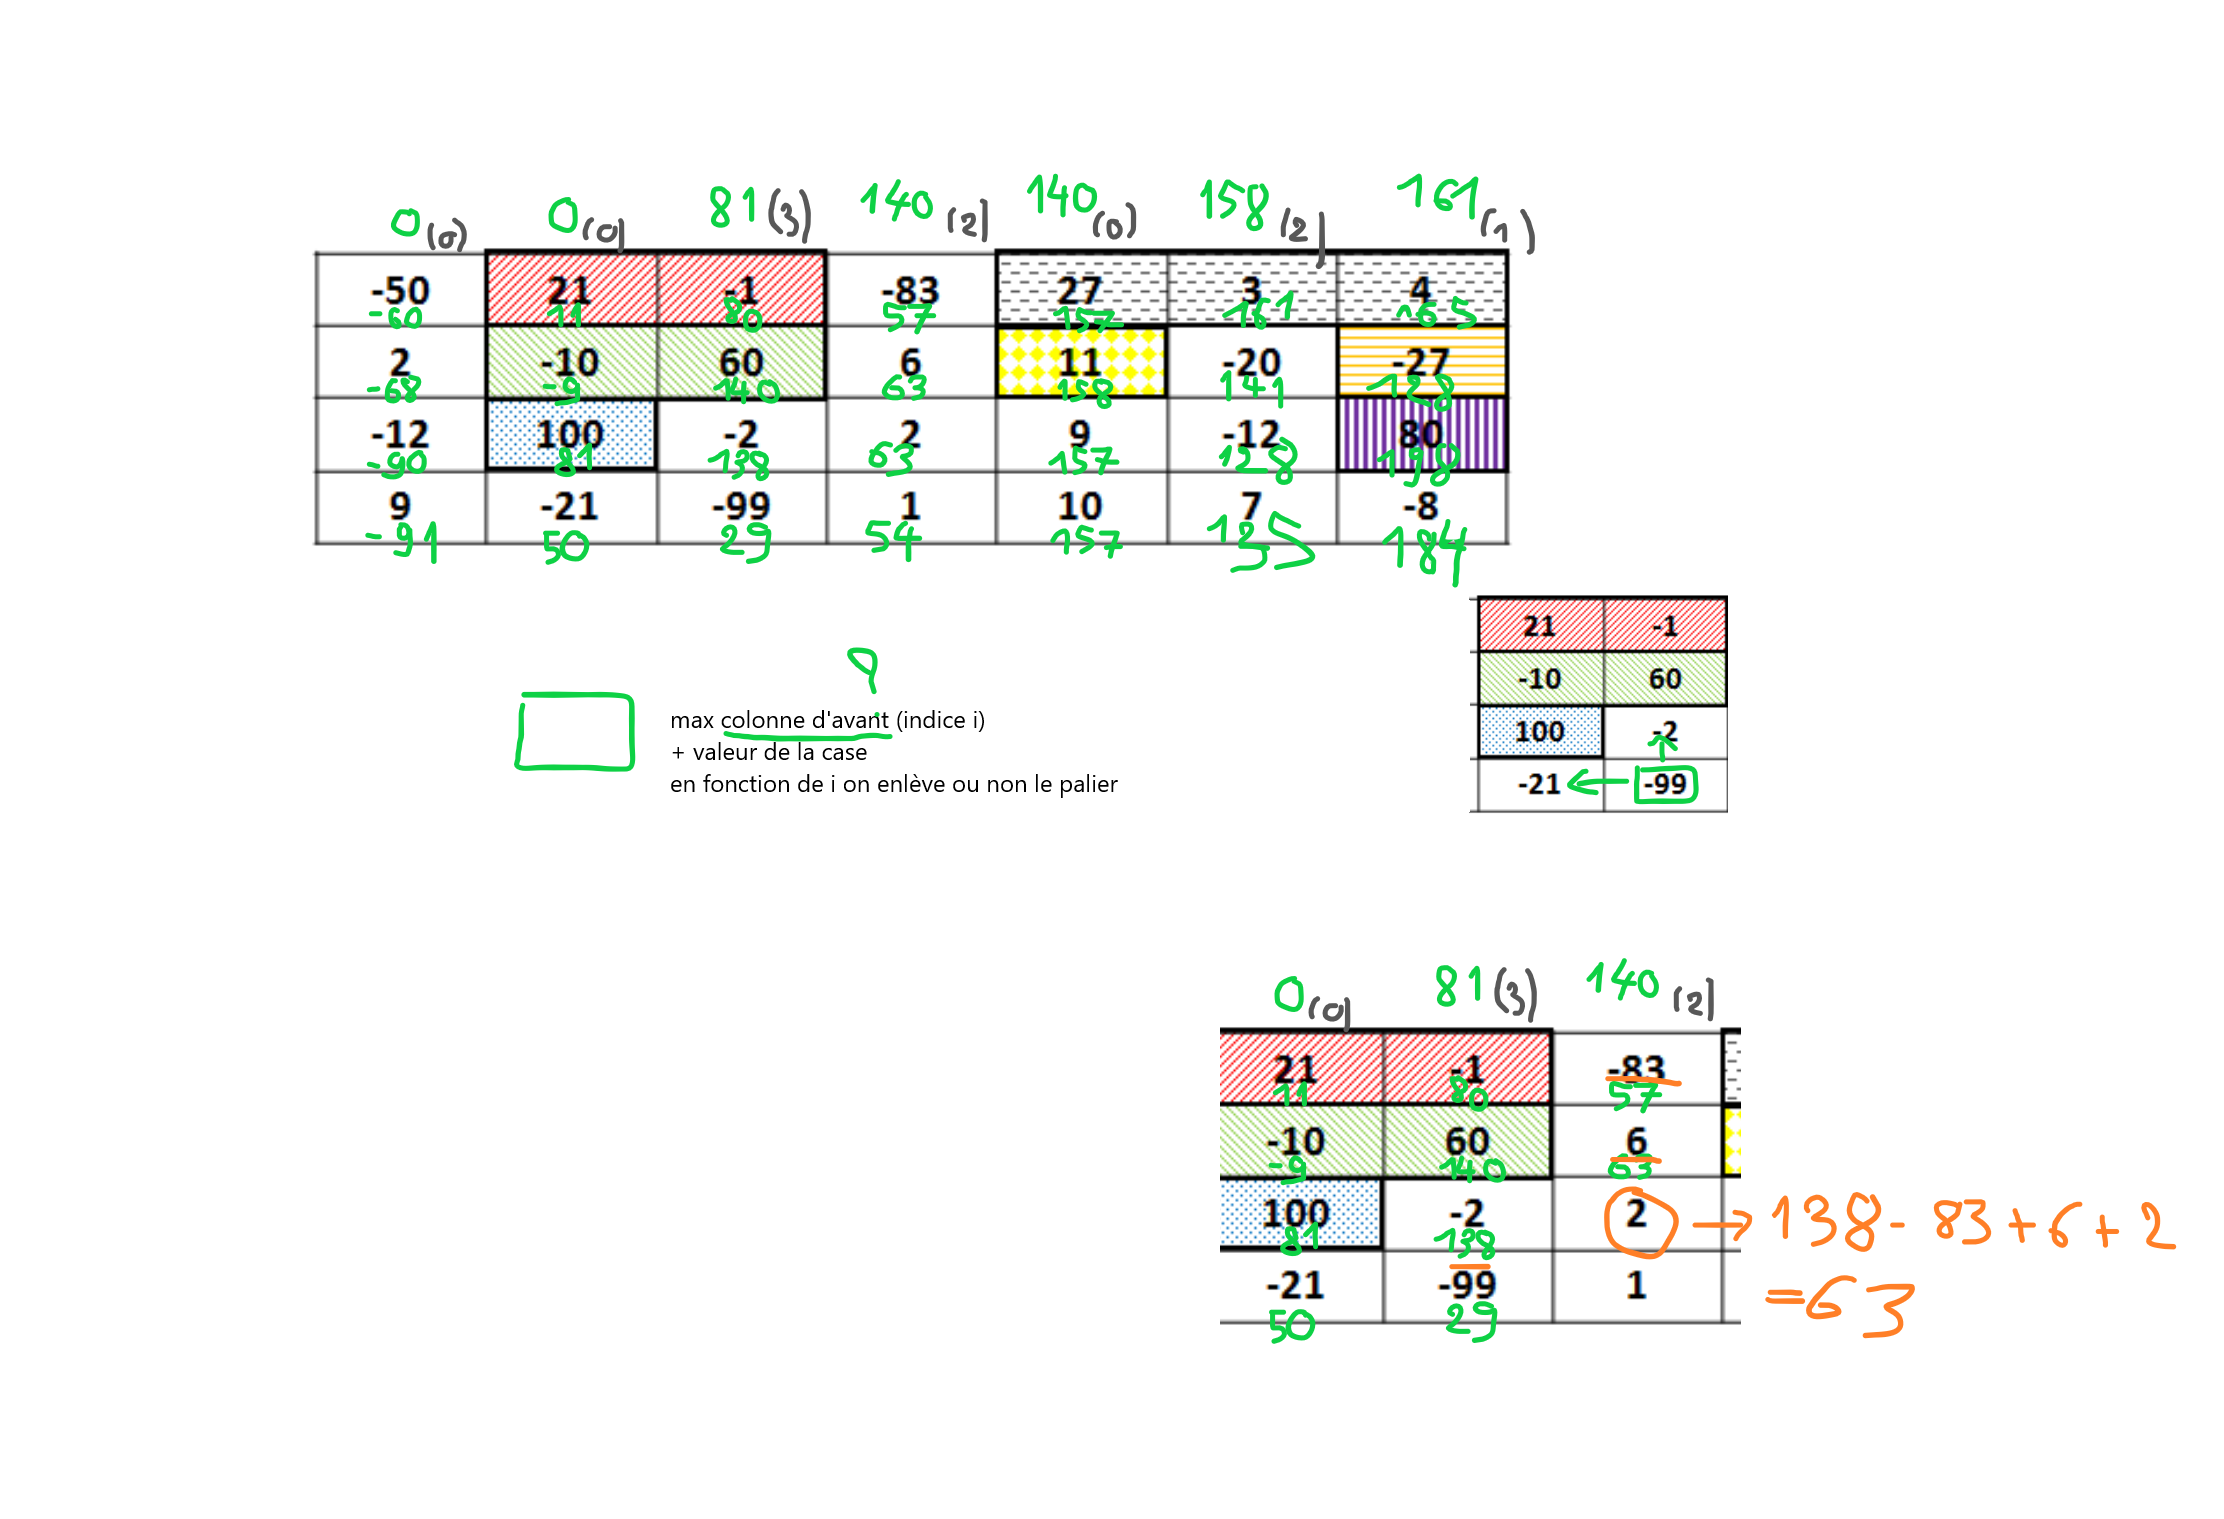 0(0) 0(0) 81(3) 140(2) 140(0) 158(2) 161(1)
-50 21 -1 -83 27 3 4
-60 11 80 57 157 161 165
2 -10 60 6 11 -20 -27
-68 -9 140 63 158 141 128
-12 100 -2 2 9 -12 80
-90 81 138 63 157 128 198
9 -21 -99 1 10 7 -8
-91 50 29 54 157 125 184
21 -1
-10 60
100 -2
-21 -99
max colonne d'avant (indice i)
+ valeur de la case
en fonction de i on enlève ou non le palier
0(0) 81(3) 140(2)
21 -1 -83
11 80 57
-10 60 6
-9 140 63
100 -2 2 → 138 - 83 + 6 + 2
81 138
-21 -99 1 = 63
50 29